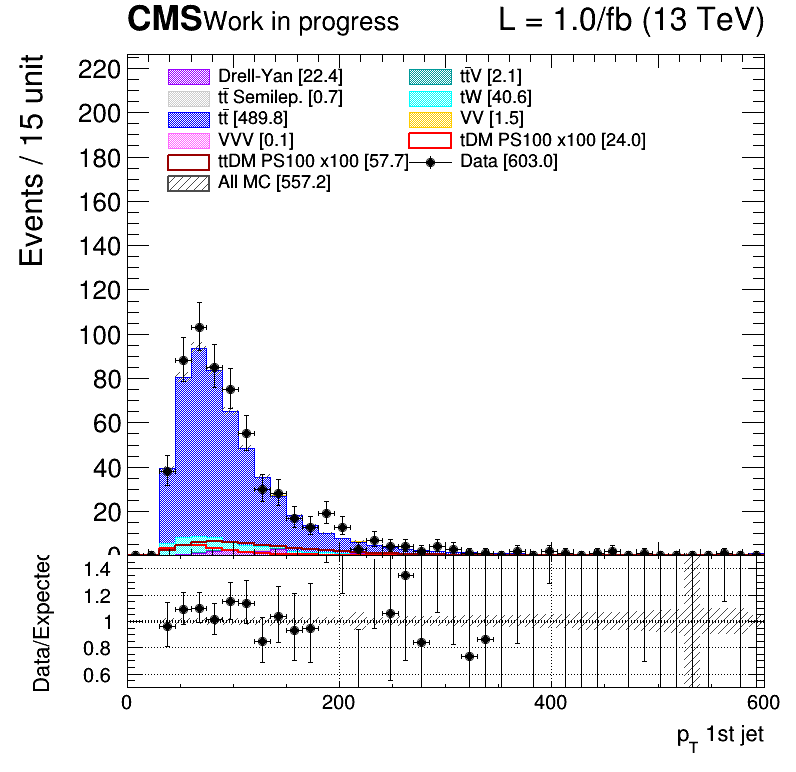 CMS Work in progress L = 1.0/fb (13 TeV)
Events / 15 unit
220
200
180
160
140
120
100
80
60
40
20
0
Drell-Yan [22.4] tt̄V [2.1]
tt̄ Semilep. [0.7] tW [40.6]
tt̄ [489.8] VV [1.5]
VVV [0.1] tDM PS100 x100 [24.0]
ttDM PS100 x100 [57.7] Data [603.0]
All MC [557.2]
Data/Expected
1.4
1.2
1
0.8
0.6
0 200 400 600
p_T 1st jet